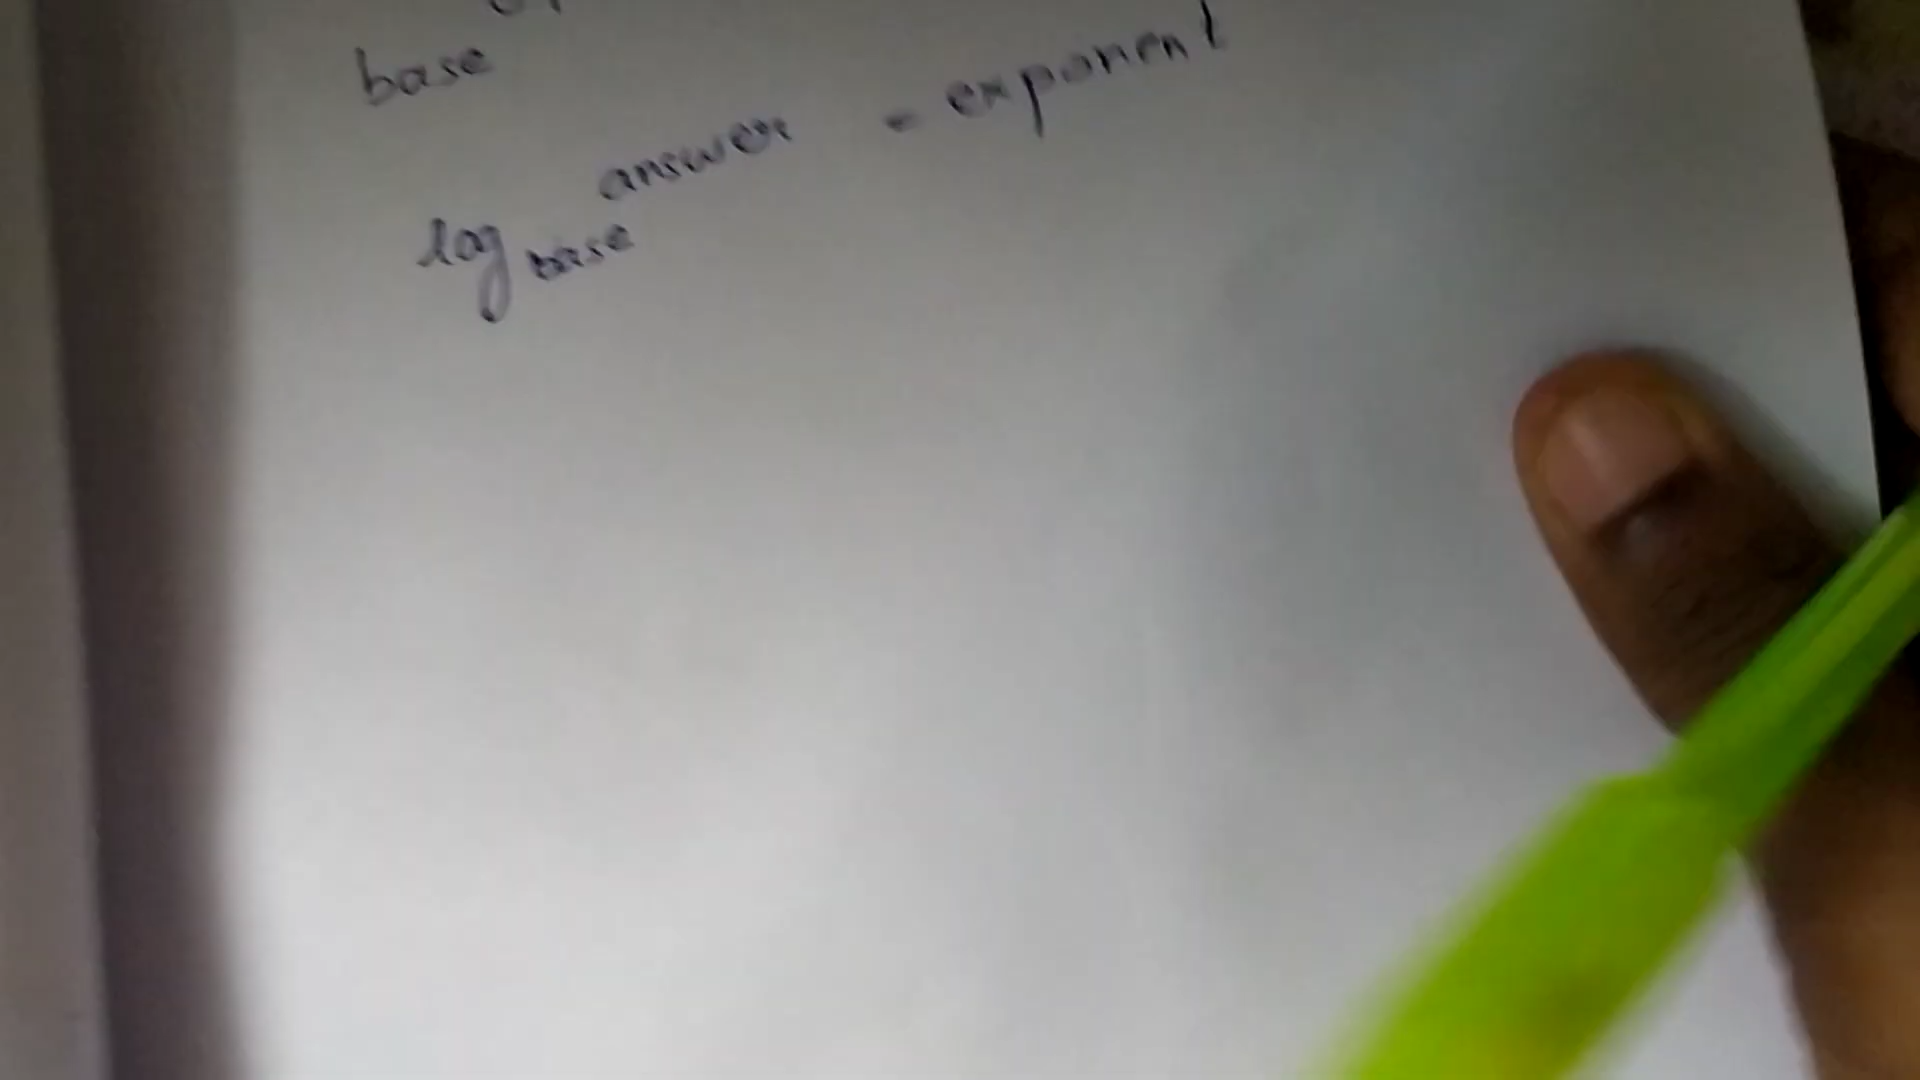 base
log base answer = exponent